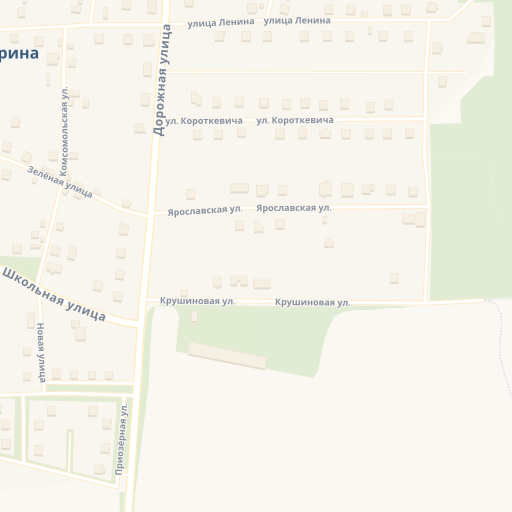 улица Ленина улица Ленина
рина
Дорожная улица
Комсомольская ул.
ул. Короткевича ул. Короткевича
Зелёная улица
Ярославская ул. Ярославская ул.
Школьная улица
Крушиновая ул. Крушиновая ул.
Новая улица
Приозёрная ул.